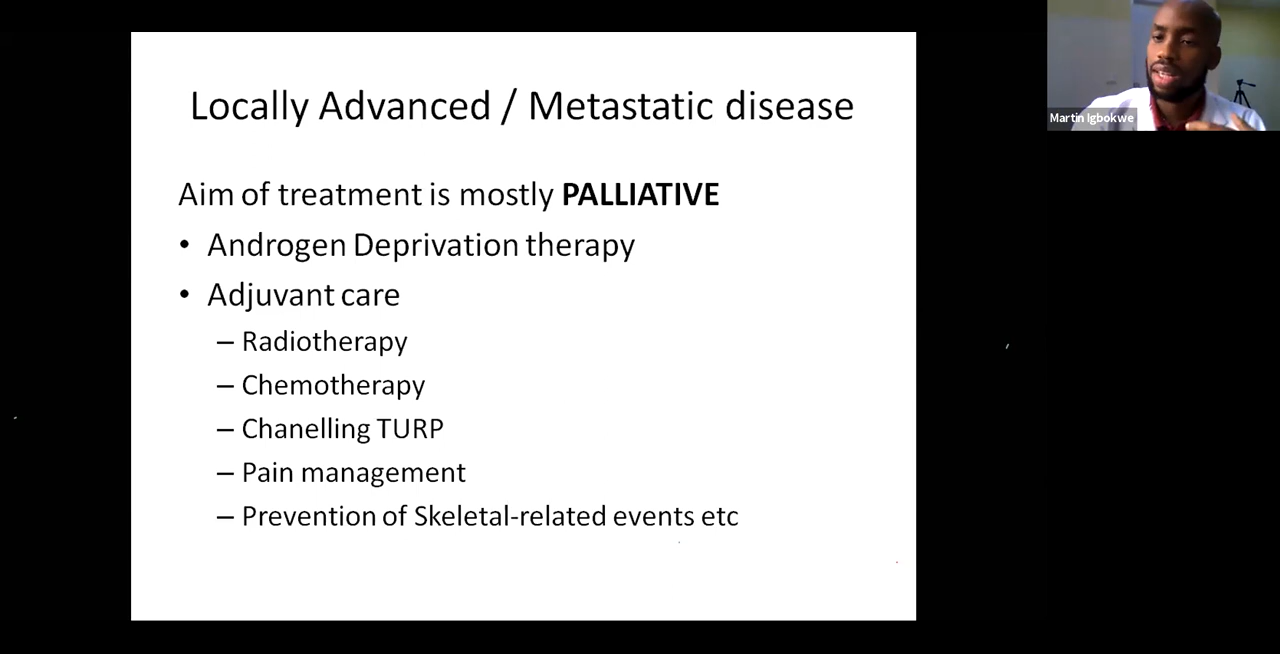 Locally Advanced / Metastatic disease
Aim of treatment is mostly PALLIATIVE
• Androgen Deprivation therapy
• Adjuvant care
– Radiotherapy
– Chemotherapy
– Chanelling TURP
– Pain management
– Prevention of Skeletal-related events etc
Martin Igbokwe